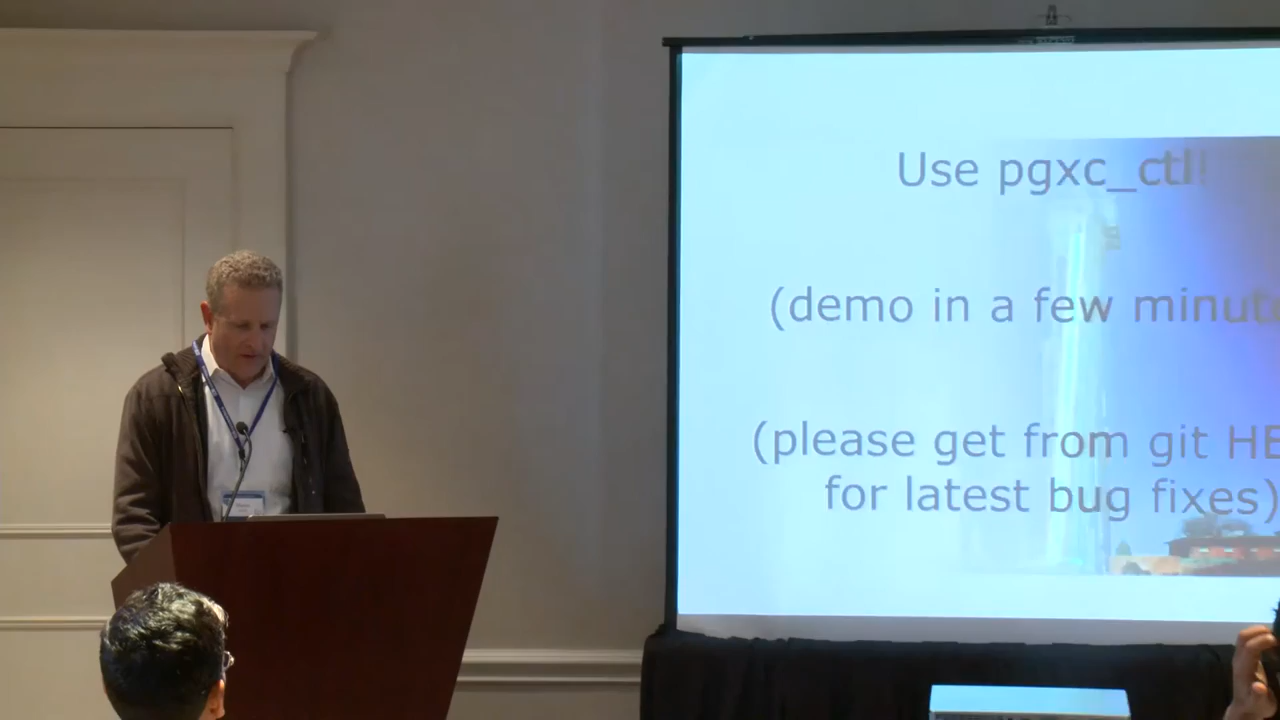 Use pgxc_ctl!
(demo in a few minut
(please get from git HE
for latest bug fixes)